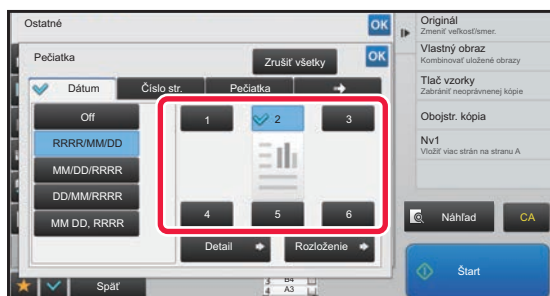 Ostatné
OK
Pečiatka
Zrušiť všetky
OK
Dátum
Číslo str.
Pečiatka
Off
RRRR/MM/DD
MM/DD/RRRR
DD/MM/RRRR
MM DD, RRRR
1
2
3
4
5
6
Detail
Rozloženie
Späť
B4
A3
Originál
Zmeniť veľkosť/smer.
Vlastný obraz
Kombinovať uložené obrazy
Tlač vzorky
Zabrániť neoprávnenej kópie
Obojstr. kópia
Nv1
Vložiť viac strán na stranu A
Náhľad
CA
Štart